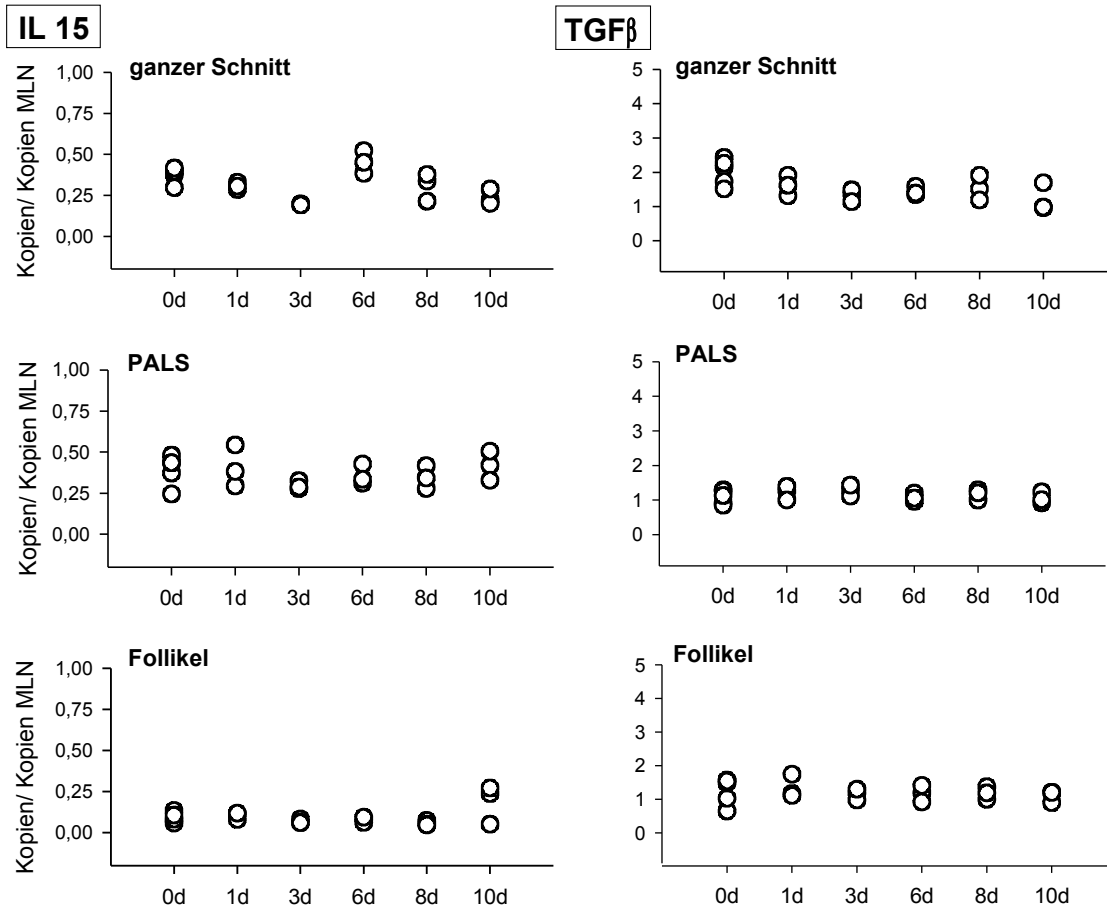 IL 15
TGFβ
ganzer Schnitt
Kopien/ Kopien MLN
1,00
0,75
0,50
0,25
0,00
0d 1d 3d 6d 8d 10d
ganzer Schnitt
5
4
3
2
1
0
0d 1d 3d 6d 8d 10d
PALS
Kopien/ Kopien MLN
1,00
0,75
0,50
0,25
0,00
0d 1d 3d 6d 8d 10d
PALS
5
4
3
2
1
0
0d 1d 3d 6d 8d 10d
Follikel
Kopien/ Kopien MLN
1,00
0,75
0,50
0,25
0,00
0d 1d 3d 6d 8d 10d
Follikel
5
4
3
2
1
0
0d 1d 3d 6d 8d 10d